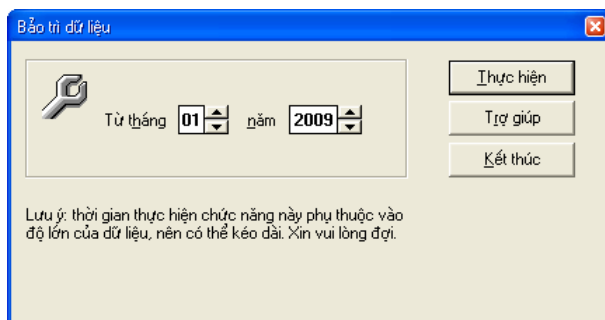 Bảo trì dữ liệu
Từ tháng 01 năm 2009
Thực hiện
Trợ giúp
Kết thúc
Lưu ý: thời gian thực hiện chức năng này phụ thuộc vào
độ lớn của dữ liệu, nên có thể kéo dài. Xin vui lòng đợi.